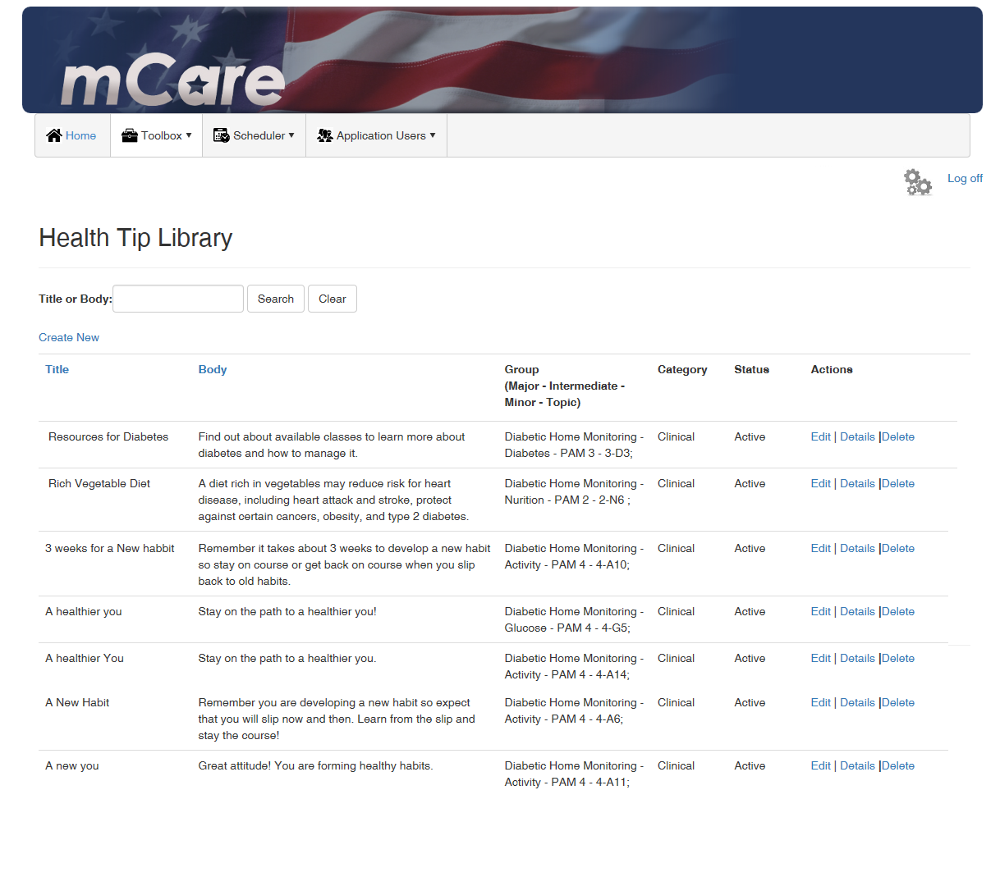 mCare
Home Toolbox Scheduler Application Users
Log off
Health Tip Library
Title or Body: Search Clear
Create New
Title Body Group Category Status Actions
(Major - Intermediate -
Minor - Topic)
Resources for Diabetes Find out about available classes to learn more about Diabetic Home Monitoring - Clinical Active Edit | Details |Delete
diabetes and how to manage it. Diabetes - PAM 3 - 3-D3;
Rich Vegetable Diet A diet rich in vegetables may reduce risk for heart Diabetic Home Monitoring - Clinical Active Edit | Details |Delete
disease, including heart attack and stroke, protect Nurition - PAM 2 - 2-N6 ;
against certain cancers, obesity, and type 2 diabetes.
3 weeks for a New habbit Remember it takes about 3 weeks to develop a new habit Diabetic Home Monitoring - Clinical Active Edit | Details |Delete
so stay on course or get back on course when you slip Activity - PAM 4 - 4-A10;
back to old habits.
A healthier you Stay on the path to a healthier you! Diabetic Home Monitoring - Clinical Active Edit | Details |Delete
Glucose - PAM 4 - 4-G5;
A healthier You Stay on the path to a healthier you. Diabetic Home Monitoring - Clinical Active Edit | Details |Delete
Activity - PAM 4 - 4-A14;
A New Habit Remember you are developing a new habit so expect Diabetic Home Monitoring - Clinical Active Edit | Details |Delete
that you will slip now and then. Learn from the slip and Activity - PAM 4 - 4-A6;
stay the course!
A new you Great attitude! You are forming healthy habits. Diabetic Home Monitoring - Clinical Active Edit | Details |Delete
Activity - PAM 4 - 4-A11;